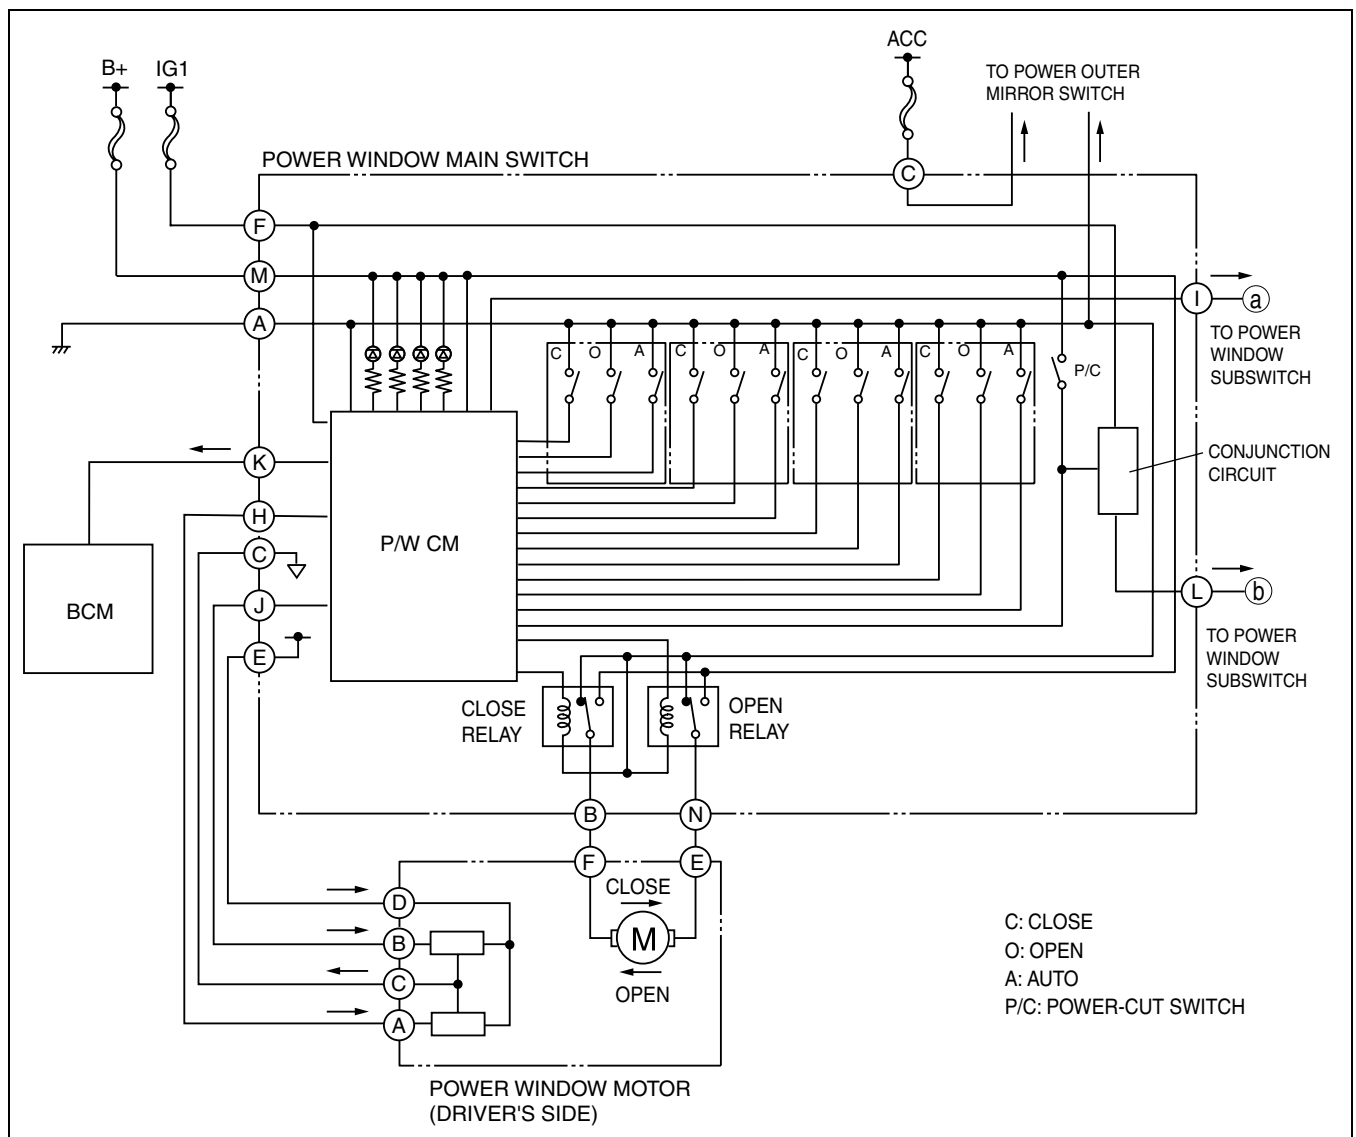 ACC
B+ IG1
TO POWER OUTER
MIRROR SWITCH
POWER WINDOW MAIN SWITCH
C
F
M
I a
A
TO POWER
WINDOW
SUBSWITCH
C O A C O A C O A C O A
P/C
CONJUNCTION
CIRCUIT
K
H
P/W CM
C
BCM
J
L b
E
TO POWER
WINDOW
SUBSWITCH
CLOSE
RELAY
OPEN
RELAY
B N
F E
CLOSE
D
M
B
C
OPEN
A
C: CLOSE
O: OPEN
A: AUTO
P/C: POWER-CUT SWITCH
POWER WINDOW MOTOR
(DRIVER'S SIDE)